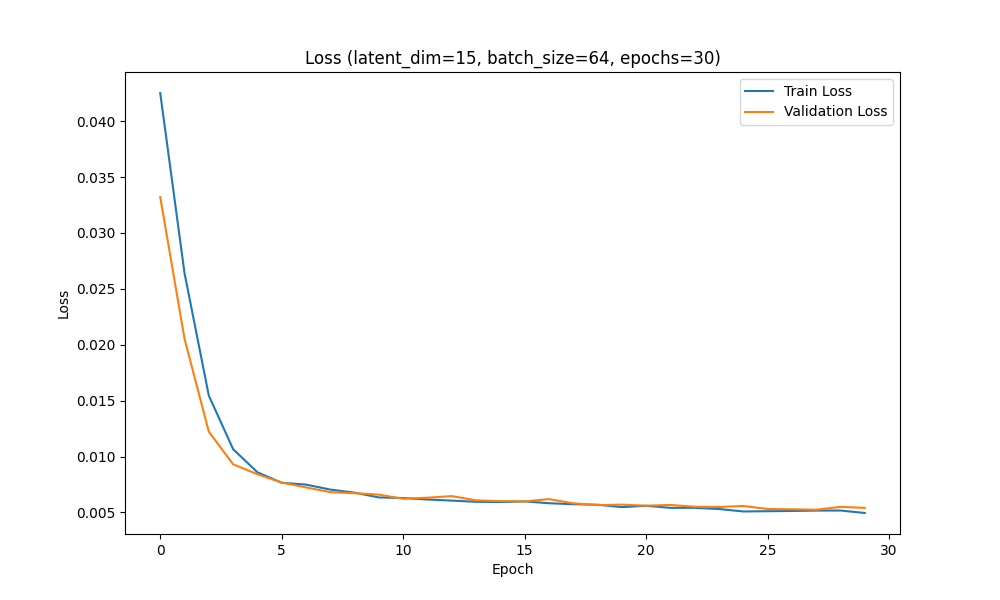 Loss (latent_dim=15, batch_size=64, epochs=30)
Train Loss
Validation Loss
0.040
0.035
0.030
0.025
0.020
0.015
0.010
0.005
Loss
0 5 10 15 20 25 30
Epoch